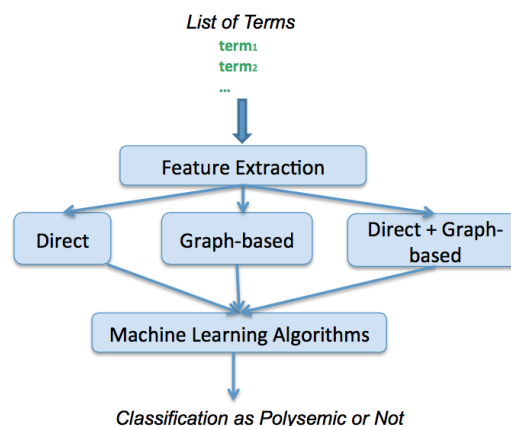 List of Terms
term₁
term₂
...
Feature Extraction
Direct
Graph-based
Direct + Graph-
based
Machine Learning Algorithms
Classification as Polysemic or Not